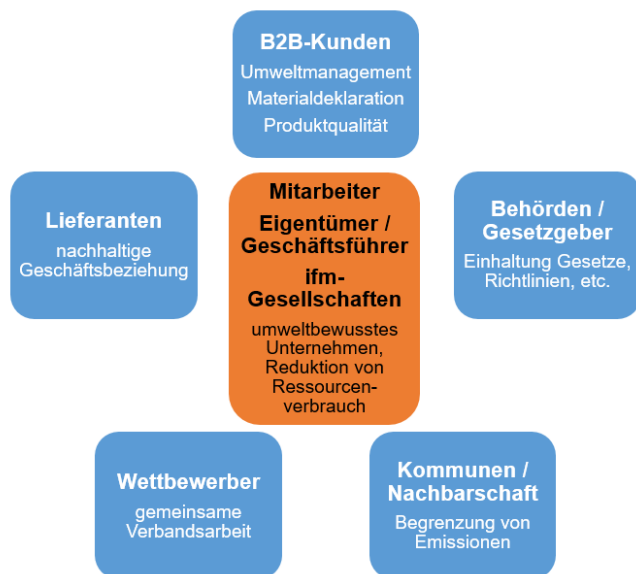 B2B-Kunden
Umweltmanagement
Materialdeklaration
Produktqualität
Lieferanten
nachhaltige
Geschäftsbeziehung
Mitarbeiter
Eigentümer /
Geschäftsführer
ifm-
Gesellschaften
umweltbewusstes
Unternehmen,
Reduktion von
Ressourcen-
verbrauch
Behörden /
Gesetzgeber
Einhaltung Gesetze,
Richtlinien, etc.
Wettbewerber
gemeinsame
Verbandsarbeit
Kommunen /
Nachbarschaft
Begrenzung von
Emissionen